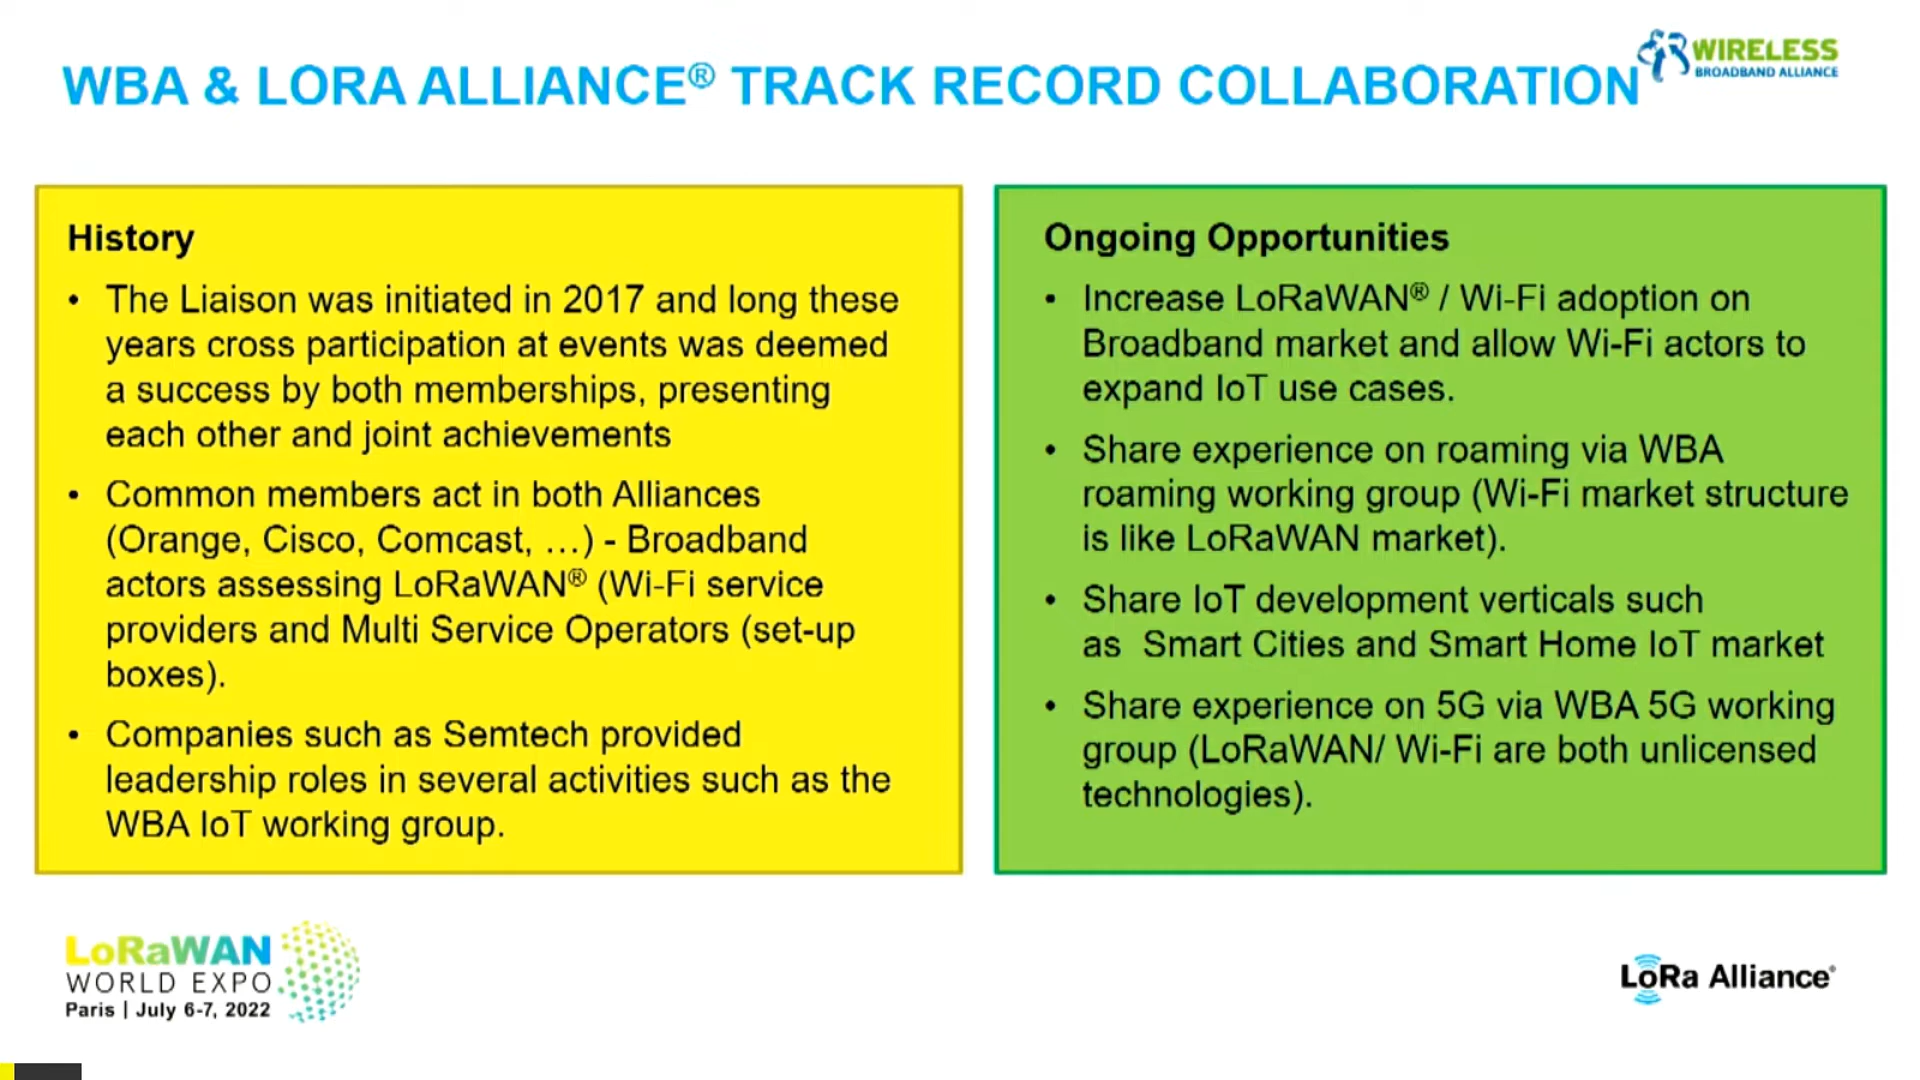 WBA & LORA ALLIANCE® TRACK RECORD COLLABORATION
WIRELESS
BROADBAND ALLIANCE
History
• The Liaison was initiated in 2017 and long these
years cross participation at events was deemed
a success by both memberships, presenting
each other and joint achievements
• Common members act in both Alliances
(Orange, Cisco, Comcast, …) - Broadband
actors assessing LoRaWAN® (Wi-Fi service
providers and Multi Service Operators (set-up
boxes).
• Companies such as Semtech provided
leadership roles in several activities such as the
WBA IoT working group.
Ongoing Opportunities
• Increase LoRaWAN® / Wi-Fi adoption on
Broadband market and allow Wi-Fi actors to
expand IoT use cases.
• Share experience on roaming via WBA
roaming working group (Wi-Fi market structure
is like LoRaWAN market).
• Share IoT development verticals such
as  Smart Cities and Smart Home IoT market
• Share experience on 5G via WBA 5G working
group (LoRaWAN/ Wi-Fi are both unlicensed
technologies).
LoRaWAN
WORLD EXPO
Paris | July 6-7, 2022
LoRa Alliance®